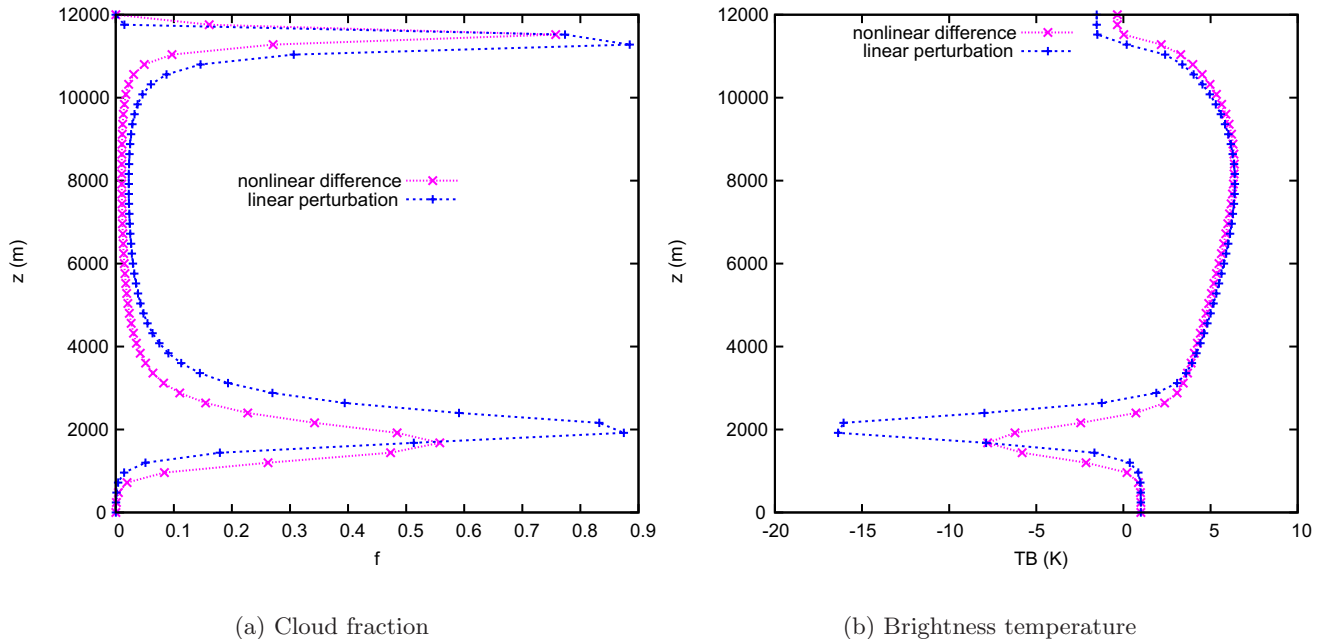 12000
10000
8000
6000
4000
2000
0
z (m)
0 0.1 0.2 0.3 0.4 0.5 0.6 0.7 0.8 0.9
f
nonlinear difference
linear perturbation
(a) Cloud fraction
12000
10000
8000
6000
4000
2000
0
z (m)
-20 -15 -10 -5 0 5 10
TB (K)
nonlinear difference
linear perturbation
(b) Brightness temperature